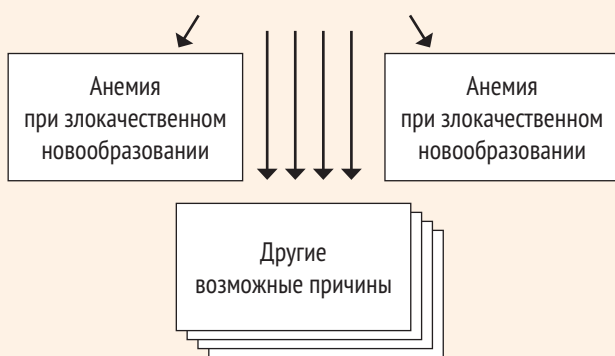 Анемия
при злокачественном
новообразовании
Анемия
при злокачественном
новообразовании
Другие
возможные причины